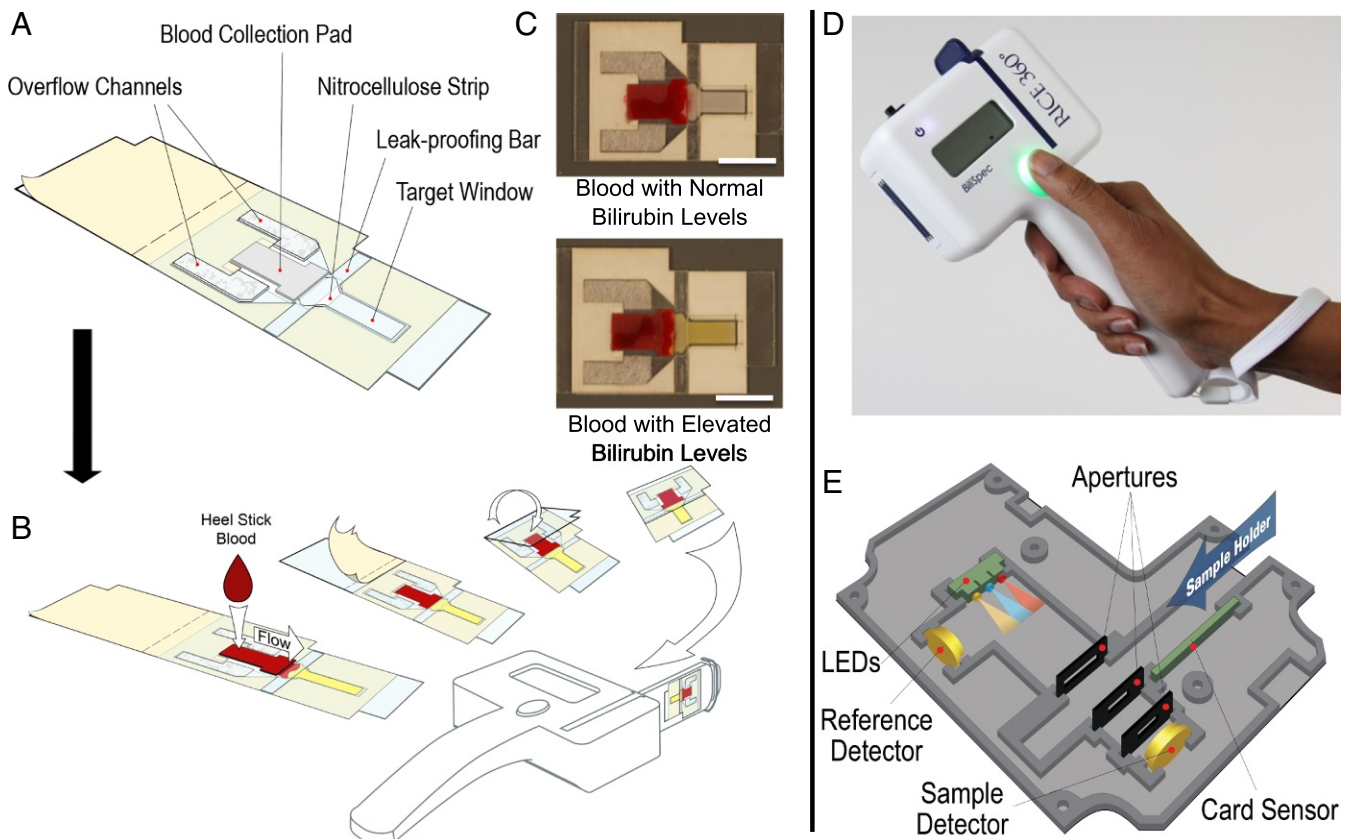 A
Blood Collection Pad
Overflow Channels
Nitrocellulose Strip
Leak-proofing Bar
Target Window
B
Heel Stick
Blood
Flow
C
Blood with Normal
Bilirubin Levels
Blood with Elevated
Bilirubin Levels
D
RICE 360°
BiliSpec
E
Apertures
Sample Holder
LEDs
Reference
Detector
Sample
Detector
Card Sensor